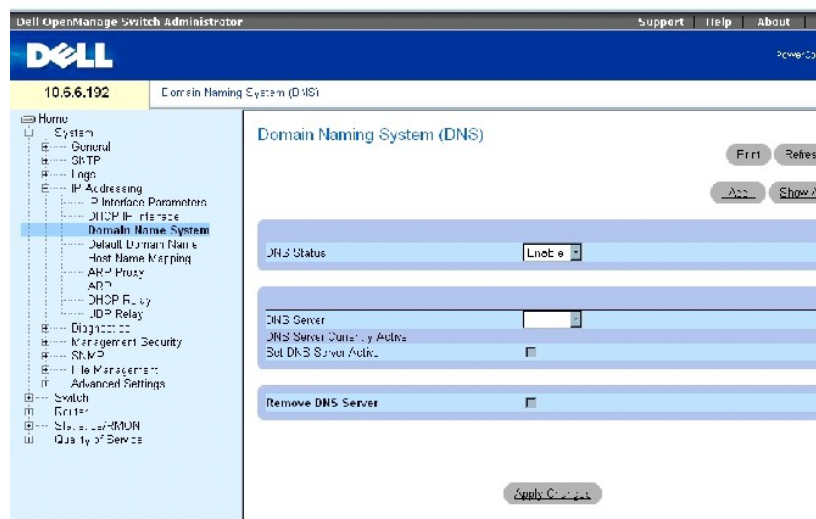 Dell OpenManage Switch Administrator
Support Help About
DELL
10.6.6.192
Domain Naming System (DNS)
Home
System
General
SNTP
Logs
IP Addressing
IP Interface Parameters
DHCP IP Interface
Domain Name System
Default Domain Name
Host Name Mapping
ARP Proxy
ARP
DHCP Relay
UDP Relay
Diagnostics
Management Security
SNMP
File Management
Advanced Settings
Switch
Router
Statistics/RMON
Quality of Service
Domain Naming System (DNS)
Print Refres
Add Show A
DNS Status Enable
DNS Server
DNS Server Currently Active
Set DNS Server Active
Remove DNS Server
Apply Changes